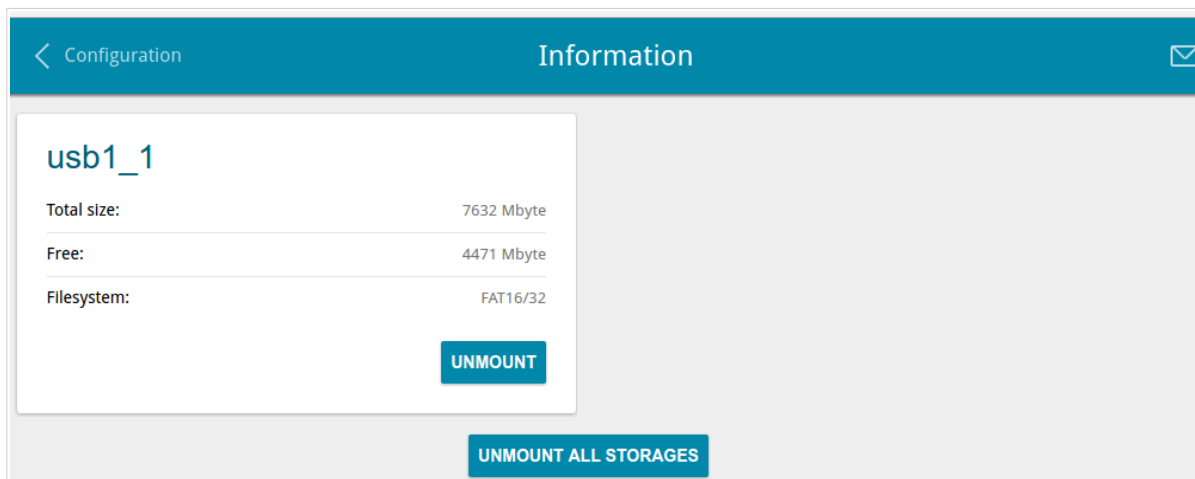 Configuration
Information
usb1_1
Total size: 7632 Mbyte
Free: 4471 Mbyte
Filesystem: FAT16/32
UNMOUNT
UNMOUNT ALL STORAGES